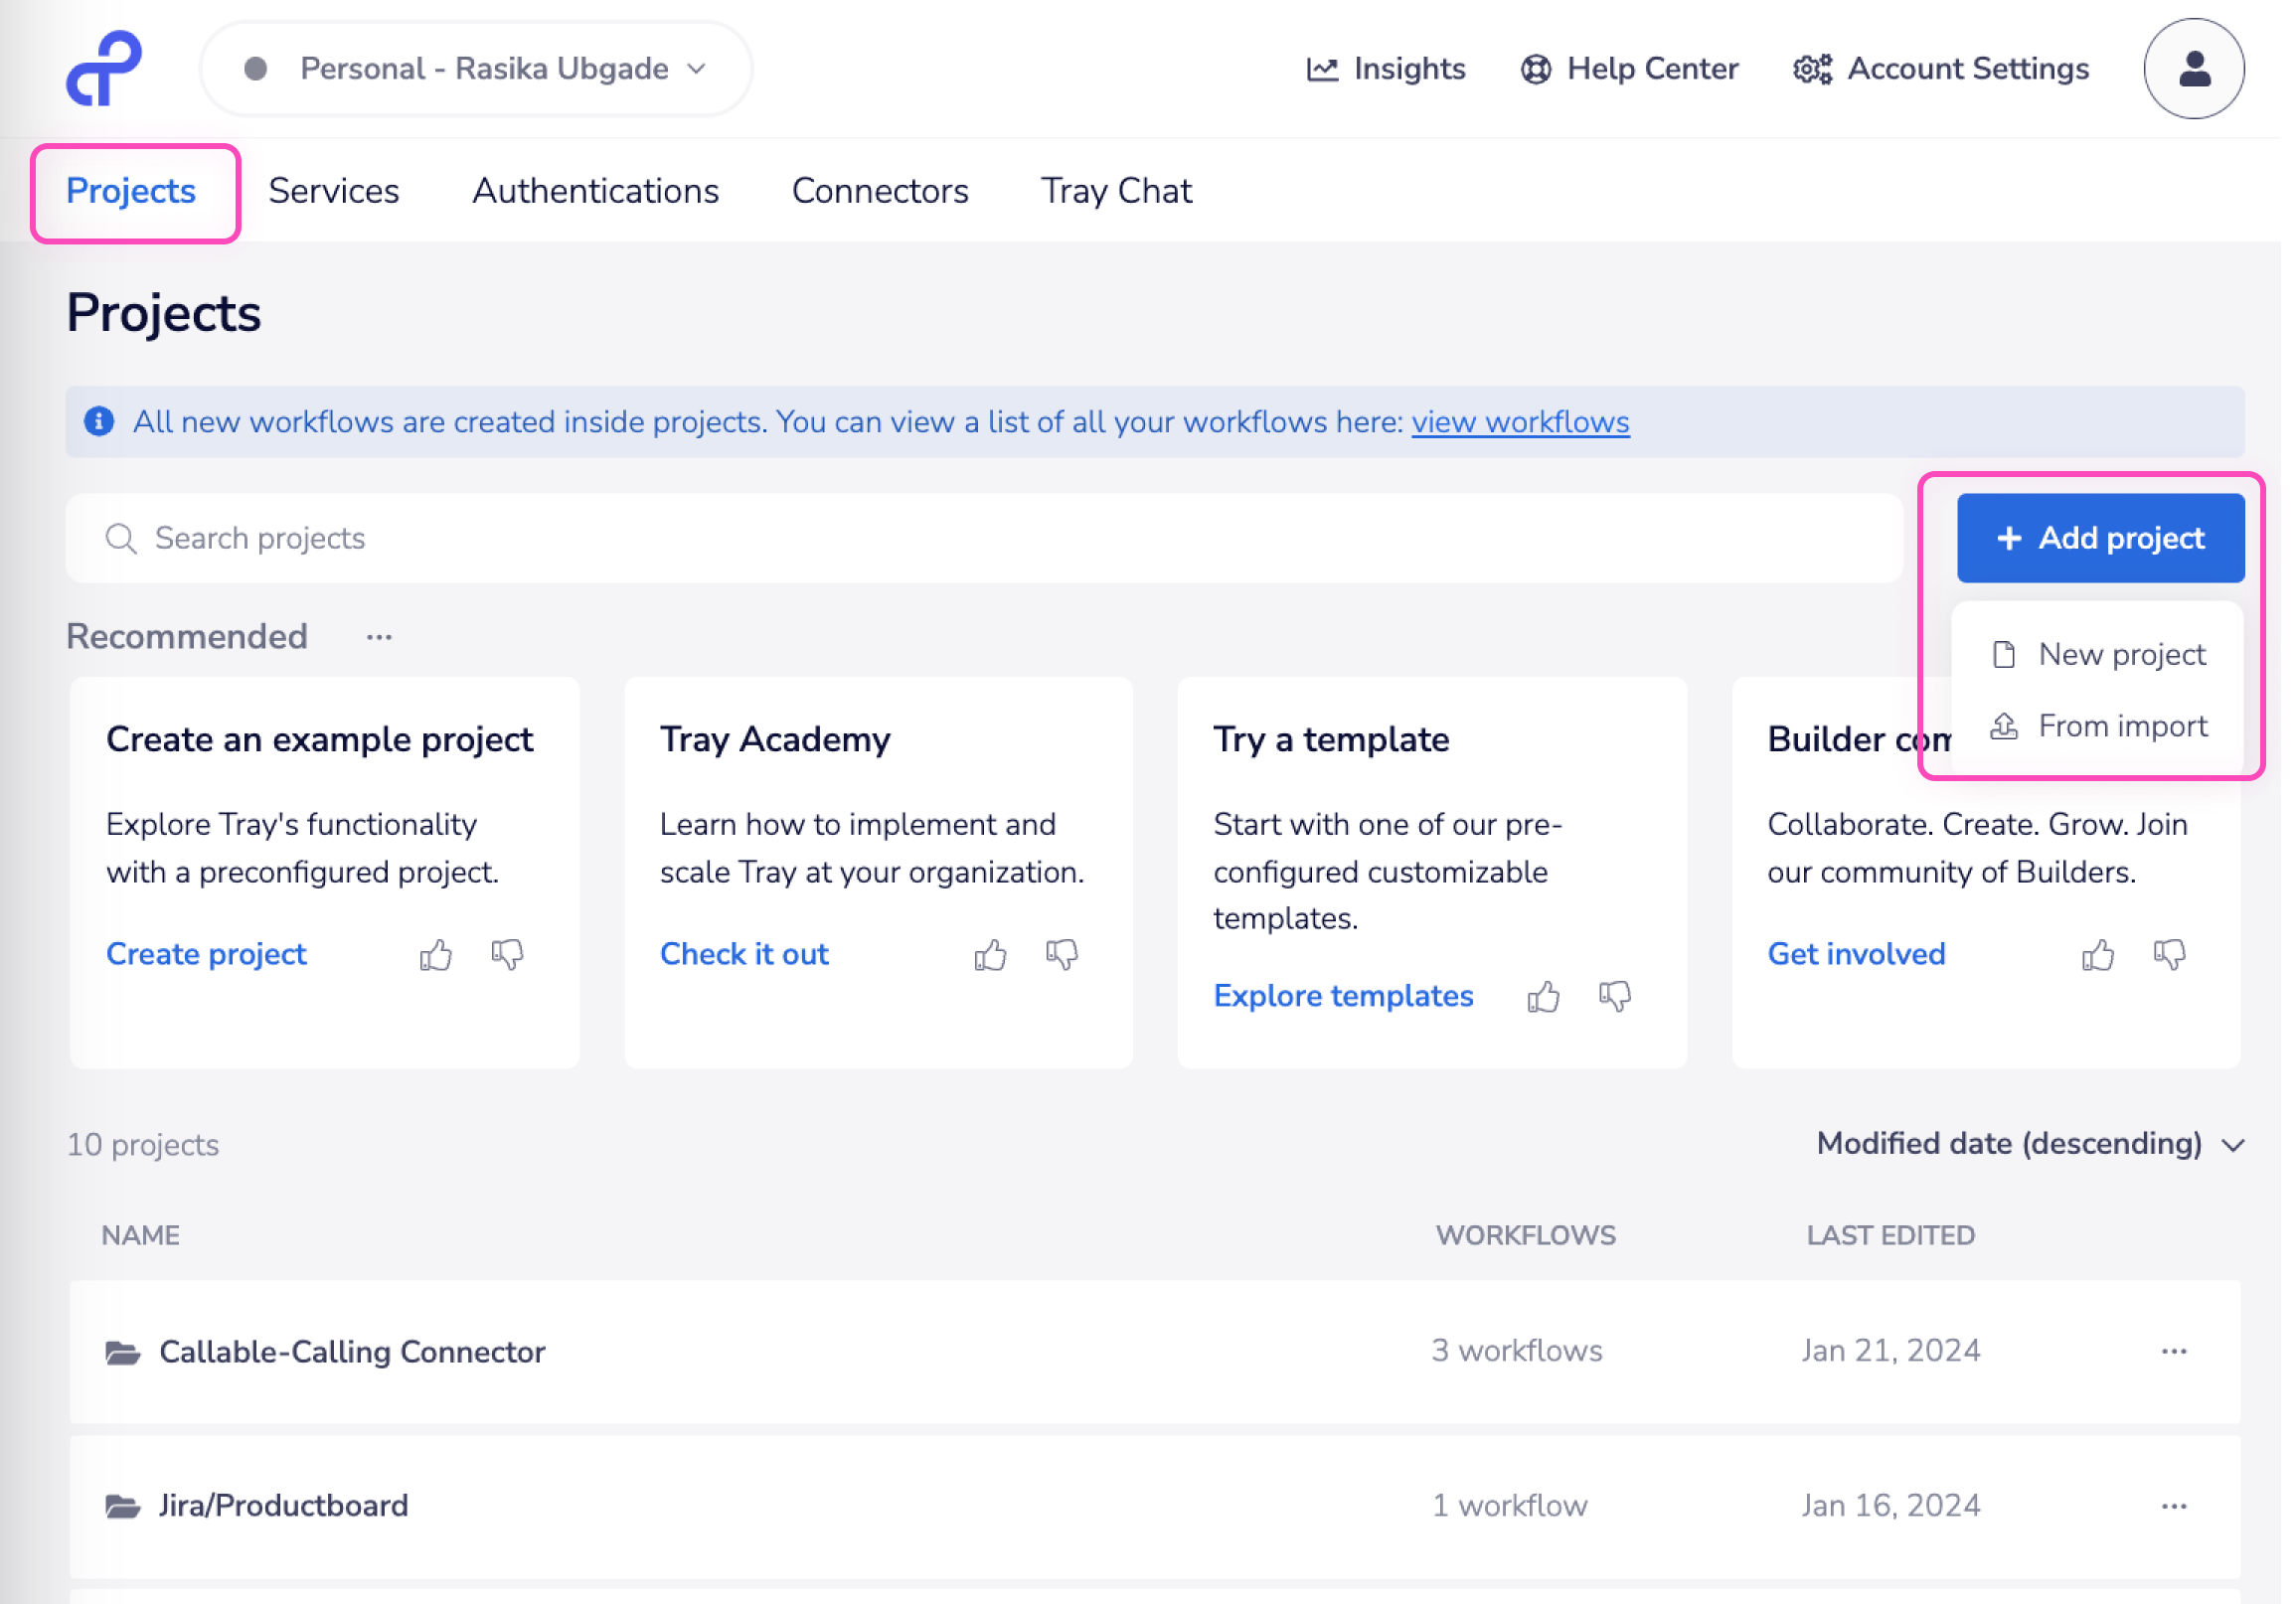 Personal - Rasika Ubgade
Insights
Help Center
Account Settings
Projects
Services
Authentications
Connectors
Tray Chat
Projects
All new workflows are created inside projects. You can view a list of all your workflows here: view workflows
Search projects
+ Add project
New project
From import
Recommended
...
Create an example project
Explore Tray's functionality
with a preconfigured project.
Create project
Tray Academy
Learn how to implement and
scale Tray at your organization.
Check it out
Try a template
Start with one of our pre-
configured customizable
templates.
Explore templates
Builder com
Collaborate. Create. Grow. Join
our community of Builders.
Get involved
10 projects
Modified date (descending)
NAME
WORKFLOWS
LAST EDITED
Callable-Calling Connector
3 workflows
Jan 21, 2024
...
Jira/Productboard
1 workflow
Jan 16, 2024
...